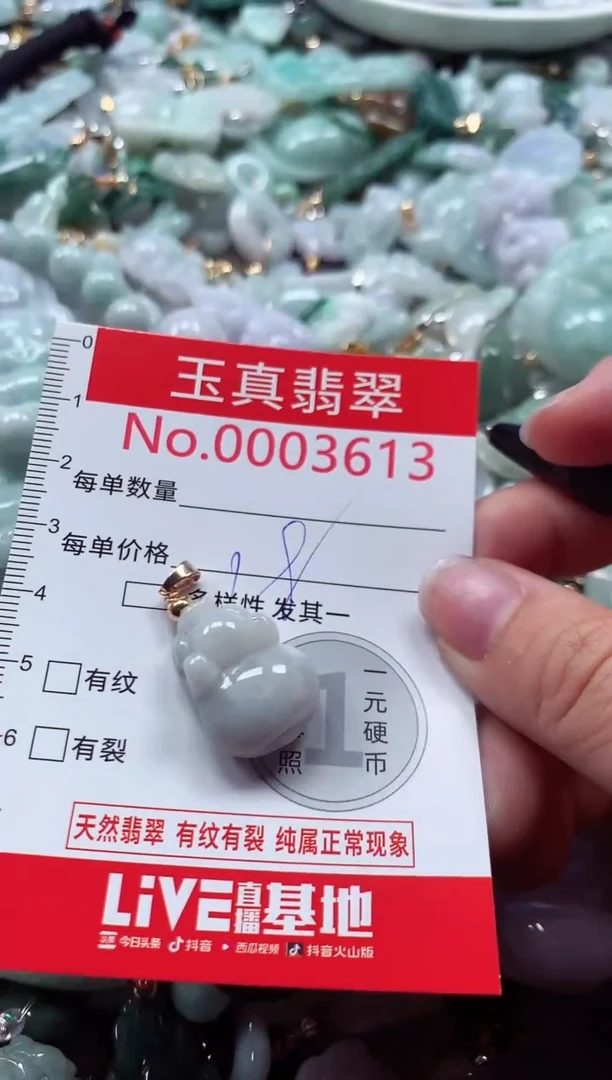 0
玉真翡翠
1
No.0003613
2
每单数量
3
每单价格 18
4
多样性 发其一
5
有纹
一元硬币
1
照
6
有裂
天然翡翠 有纹有裂 纯属正常现象
LiVE直播基地
今日头条 抖音 西瓜视频 抖音火山版